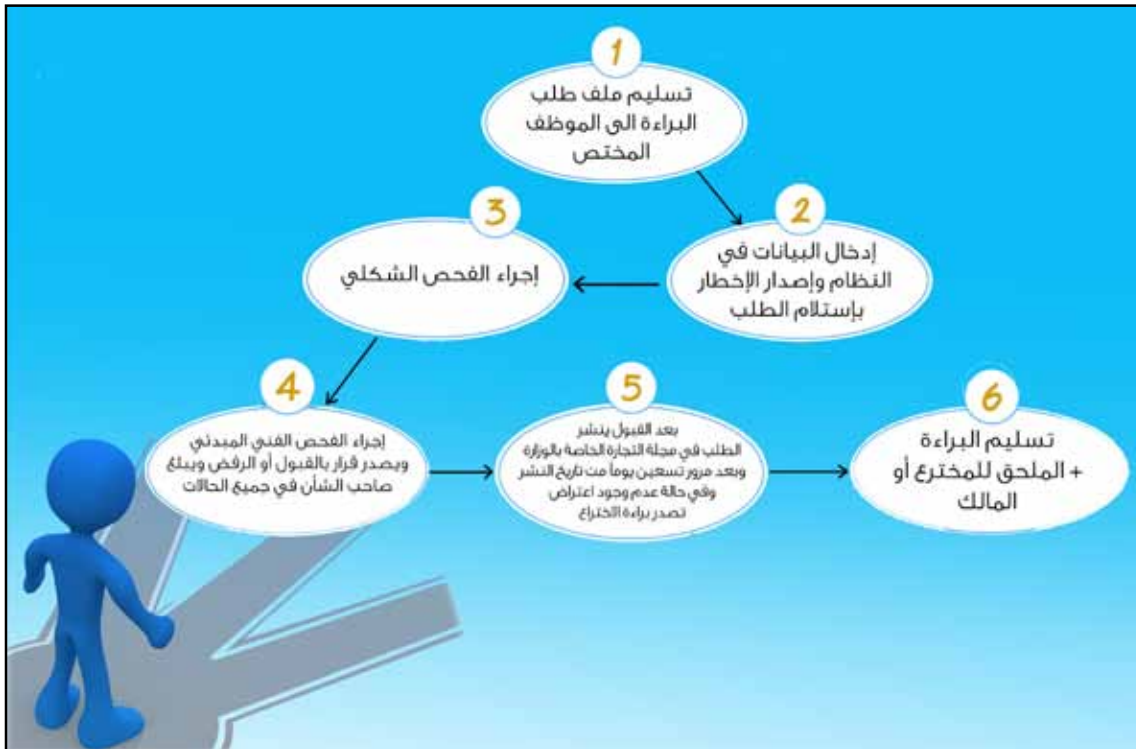 1
تسليم ملف طلب
البراءة الى الموظف
المختص
2
إدخال البيانات في
النظام وإصدار الإخطار
بإستلام الطلب
3
إجراء الفحص الشكلي
4
إجراء الفحص الفني المبدئي
ويصدر قرار بالقبول أو الرفض ويبلغ
صاحب الشأن في جميع الحالات
5
بعد القبول ينشر
الطلب في مجلة التجارة الخاصة بالوزارة
وبعد مرور تسعين يوماً من تاريخ النشر
وفي حالة عدم وجود اعتراض
تصدر براءة الاختراع
6
تسليم البراءة
+ الملحق للمخترع أو
المالك